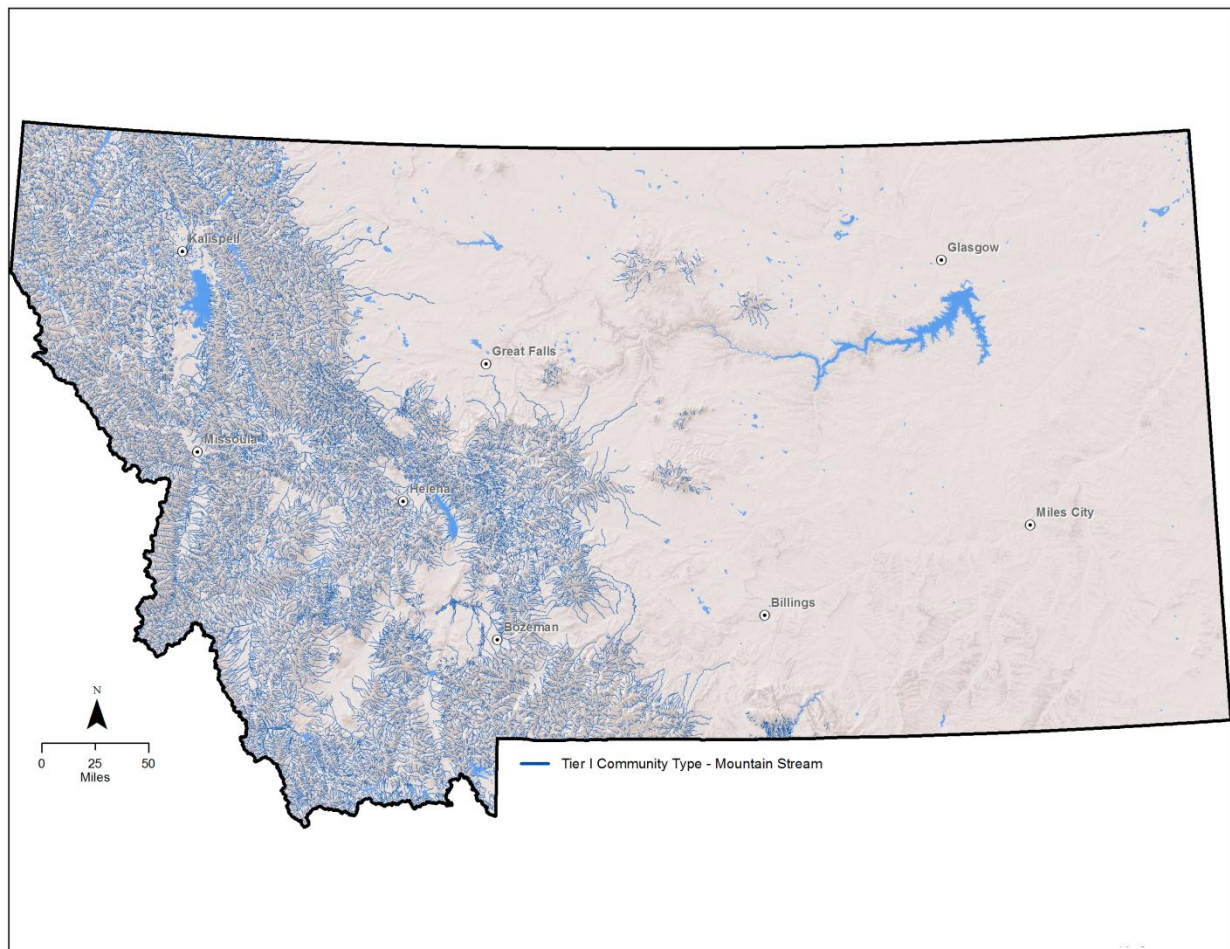 Kalispell
Glasgow
Great Falls
Missoula
Helena
Miles City
Billings
Bozeman
N
0 25 50
Miles
Tier I Community Type - Mountain Stream